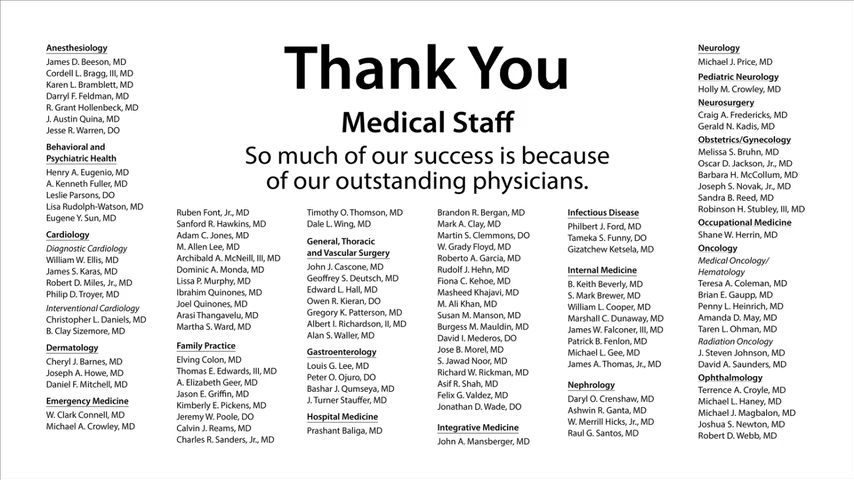 Thank You
Medical Staff
So much of our success is because
of our outstanding physicians.
Anesthesiology
James D. Beeson, MD
Cordell L. Bragg, III, MD
Karen L. Bramblett, MD
Darryl F. Feldman, MD
R. Grant Hollenbeck, MD
J. Austin Quina, MD
Jesse R. Warren, DO
Behavioral and
Psychiatric Health
Henry A. Eugenio, MD
A. Kenneth Fuller, MD
Leslie Parsons, DO
Lisa Rudolph-Watson, MD
Eugene Y. Sun, MD
Cardiology
Diagnostic Cardiology
William W. Ellis, MD
James S. Karas, MD
Robert D. Miles, Jr., MD
Philip D. Troyer, MD
Interventional Cardiology
Christopher L. Daniels, MD
B. Clay Sizemore, MD
Dermatology
Cheryl J. Barnes, MD
Joseph A. Howe, MD
Daniel F. Mitchell, MD
Emergency Medicine
W. Clark Connell, MD
Michael A. Crowley, MD
Ruben Font, Jr., MD
Sanford R. Hawkins, MD
Adam C. Jones, MD
M. Allen Lee, MD
Archibald A. McNeill, III, MD
Dominic A. Monda, MD
Lissa P. Murphy, MD
Ibrahim Quinones, MD
Joel Quinones, MD
Arasi Thangavelu, MD
Martha S. Ward, MD
Family Practice
Elving Colon, MD
Thomas E. Edwards, III, MD
A. Elizabeth Geer, MD
Jason E. Griffin, MD
Kimberly E. Pickens, MD
Jeremy W. Poole, DO
Calvin J. Reams, MD
Charles R. Sanders, Jr., MD
Timothy O. Thomson, MD
Dale L. Wing, MD
General, Thoracic
and Vascular Surgery
John J. Cascone, MD
Geoffrey S. Deutsch, MD
Edward L. Hall, MD
Owen R. Kieran, DO
Gregory K. Patterson, MD
Albert I. Richardson, II, MD
Alan S. Waller, MD
Gastroenterology
Louis G. Lee, MD
Peter O. Ojuro, DO
Bashar J. Qumseya, MD
J. Turner Stauffer, MD
Hospital Medicine
Prashant Baliga, MD
Brandon R. Bergan, MD
Mark A. Clay, MD
Martin S. Clemmons, DO
W. Grady Floyd, MD
Roberto A. Garcia, MD
Rudolf J. Hehn, MD
Fiona C. Kehoe, MD
Masheed Khajavi, MD
M. Ali Khan, MD
Susan M. Manson, MD
Burgess M. Mauldin, MD
David I. Mederos, DO
Jose B. Morel, MD
S. Jawad Noor, MD
Richard W. Rickman, MD
Asif R. Shah, MD
Felix G. Valdez, MD
Jonathan D. Wade, DO
Integrative Medicine
John A. Mansberger, MD
Infectious Disease
Philbert J. Ford, MD
Tameka S. Funny, DO
Gizatchew Ketsela, MD
Internal Medicine
B. Keith Beverly, MD
S. Mark Brewer, MD
William L. Cooper, MD
Marshall C. Dunaway, MD
James W. Falconer, III, MD
Patrick B. Fenlon, MD
Michael L. Gee, MD
James A. Thomas, Jr., MD
Nephrology
Daryl O. Crenshaw, MD
Ashwin R. Ganta, MD
W. Merrill Hicks, Jr., MD
Raul G. Santos, MD
Neurology
Michael J. Price, MD
Pediatric Neurology
Holly M. Crowley, MD
Neurosurgery
Craig A. Fredericks, MD
Gerald N. Kadis, MD
Obstetrics/Gynecology
Melissa S. Bruhn, MD
Oscar D. Jackson, Jr., MD
Barbara H. McCollum, MD
Joseph S. Novak, Jr., MD
Sandra B. Reed, MD
Robinson H. Stubley, III, MD
Occupational Medicine
Shane W. Herrin, MD
Oncology
Medical Oncology/
Hematology
Teresa A. Coleman, MD
Brian E. Gaupp, MD
Penny L. Heinrich, MD
Amanda D. May, MD
Taren L. Ohman, MD
Radiation Oncology
J. Steven Johnson, MD
David A. Saunders, MD
Ophthalmology
Terrence A. Croyle, MD
Michael L. Haney, MD
Michael J. Magbalon, MD
Joshua S. Newton, MD
Robert D. Webb, MD